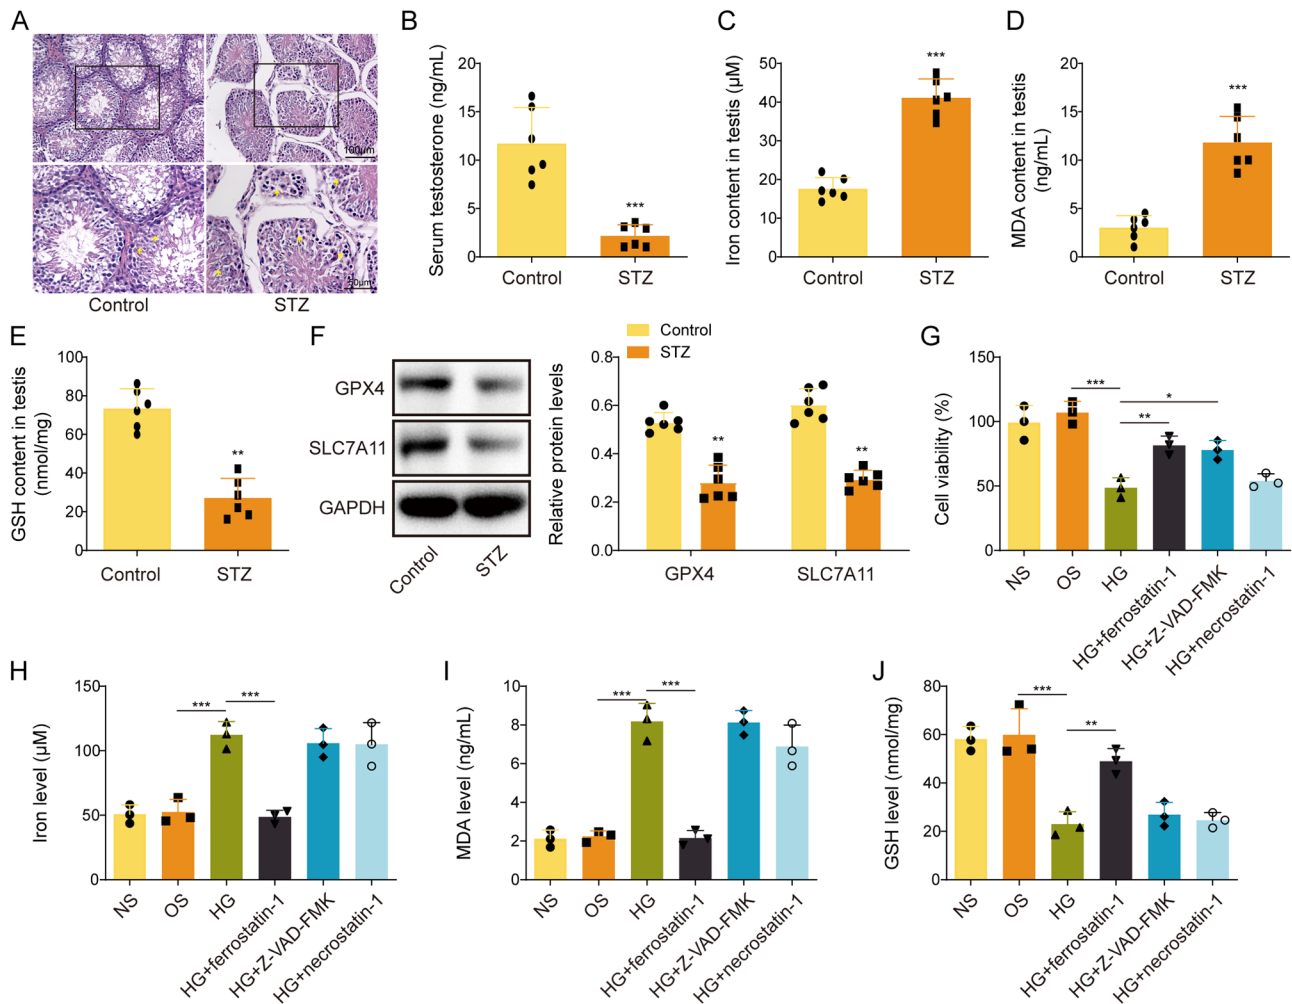 A
100μm
50μm
Control
STZ
B
Serum testosterone (ng/mL)
20
15
10
5
0
***
Control
STZ
C
Iron content in testis (μM)
50
40
30
20
10
0
***
Control
STZ
D
MDA content in testis
(ng/mL)
20
15
10
5
0
***
Control
STZ
E
GSH content in testis
(nmol/mg)
100
80
60
40
20
0
**
Control
STZ
F
GPX4
SLC7A11
GAPDH
Control
STZ
Control
STZ
Relative protein levels
0.8
0.6
0.4
0.2
0.0
**
**
GPX4
SLC7A11
G
Cell viability (%)
150
100
50
0
***
*
**
NS
OS
HG
HG+ferrostatin-1
HG+Z-VAD-FMK
HG+necrostatin-1
H
Iron level (μM)
150
100
50
0
***
***
NS
OS
HG
HG+ferrostatin-1
HG+Z-VAD-FMK
HG+necrostatin-1
I
MDA level (ng/mL)
10
8
6
4
2
0
***
***
NS
OS
HG
HG+ferrostatin-1
HG+Z-VAD-FMK
HG+necrostatin-1
J
GSH level (nmol/mg)
80
60
40
20
0
***
**
NS
OS
HG
HG+ferrostatin-1
HG+Z-VAD-FMK
HG+necrostatin-1